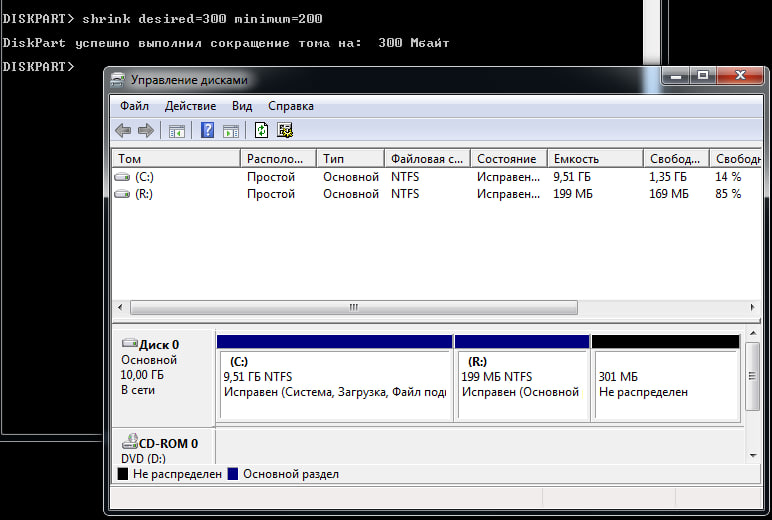 DISKPART> shrink desired=300 minimum=200
DiskPart успешно выполнил сокращение тома на:  300 Mбайт
DISKPART>
Управление дисками
Файл Действие Вид Справка
Том Располо... Тип Файловая с... Состояние Емкость Свобод... Свободн
(C:) Простой Основной NTFS Исправен... 9,51 ГБ 1,35 ГБ 14 %
(R:) Простой Основной NTFS Исправен... 199 МБ 169 МБ 85 %
Диск 0
Основной
10,00 ГБ
В сети
(C:)
9,51 ГБ NTFS
Исправен (Система, Загрузка, Файл под
(R:)
199 МБ NTFS
Исправен (Основной
301 МБ
Не распределен
CD-ROM 0
DVD (D:)
Не распределен Основной раздел